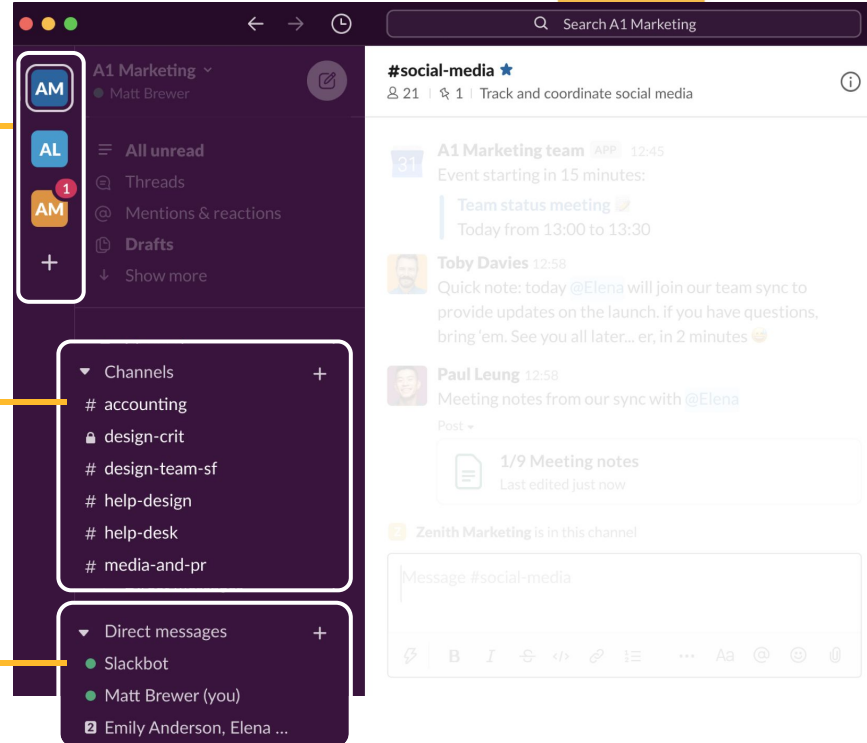 Search A1 Marketing
AM
AL
AM
1
A1 Marketing
Matt Brewer
All unread
Threads
Mentions & reactions
Drafts
Show more
Channels
# accounting
design-crit
# design-team-sf
# help-design
# help-desk
# media-and-pr
Direct messages
Slackbot
Matt Brewer (you)
2 Emily Anderson, Elena ...
#social-media
21 | 1 | Track and coordinate social media
31
A1 Marketing team APP 12:45
Event starting in 15 minutes:
Team status meeting
Today from 13:00 to 13:30
Toby Davies 12:58
Quick note: today @Elena will join our team sync to
provide updates on the launch. if you have questions,
bring ‘em. See you all later... er, in 2 minutes
Paul Leung 12:58
Meeting notes from our sync with @Elena
Post
1/9 Meeting notes
Last edited just now
Zenith Marketing is in this channel
Message #social-media
B I S </> ... Aa @